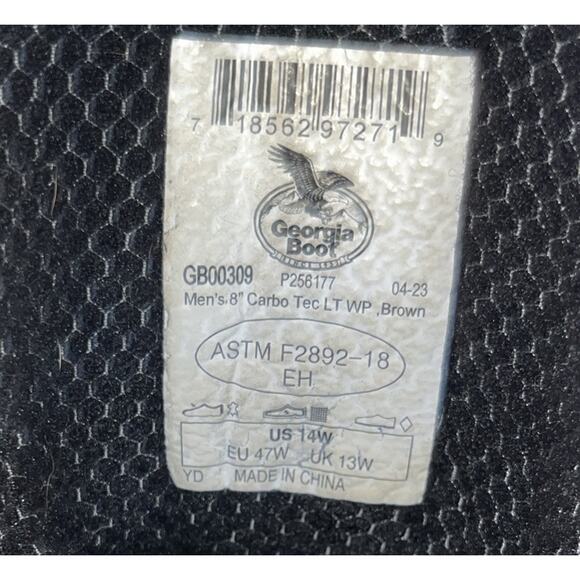 7 18562 97271 9
Georgia
Boot
GB00309 P256177 04-23
Men's 8" Carbo Tec LT WP ,Brown
ASTM F2892-18
EH
US 14W
EU 47W UK 13W
YD MADE IN CHINA